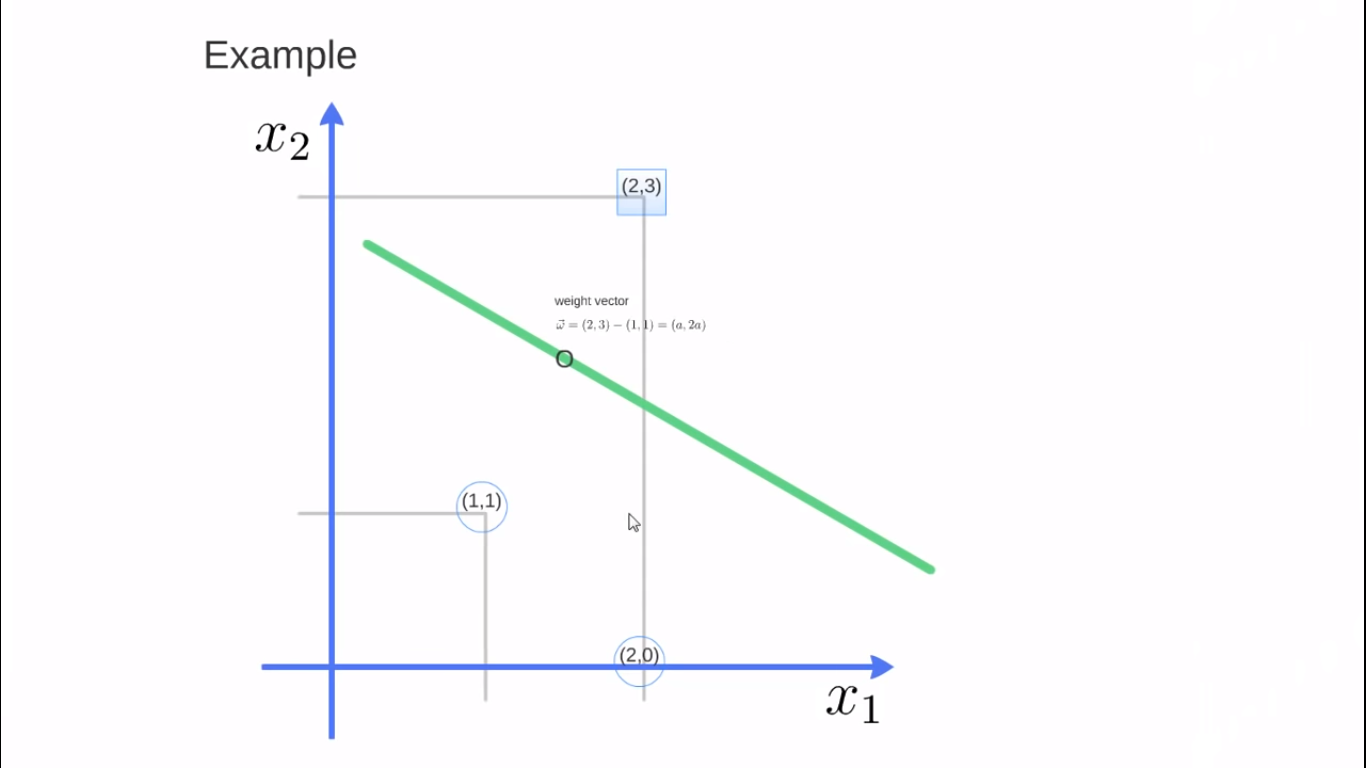 Example
x₂
(2,3)
weight vector
ω⃗ = (2,3) − (1,1) = (a,2a)
O
(1,1)
(2,0)
x₁